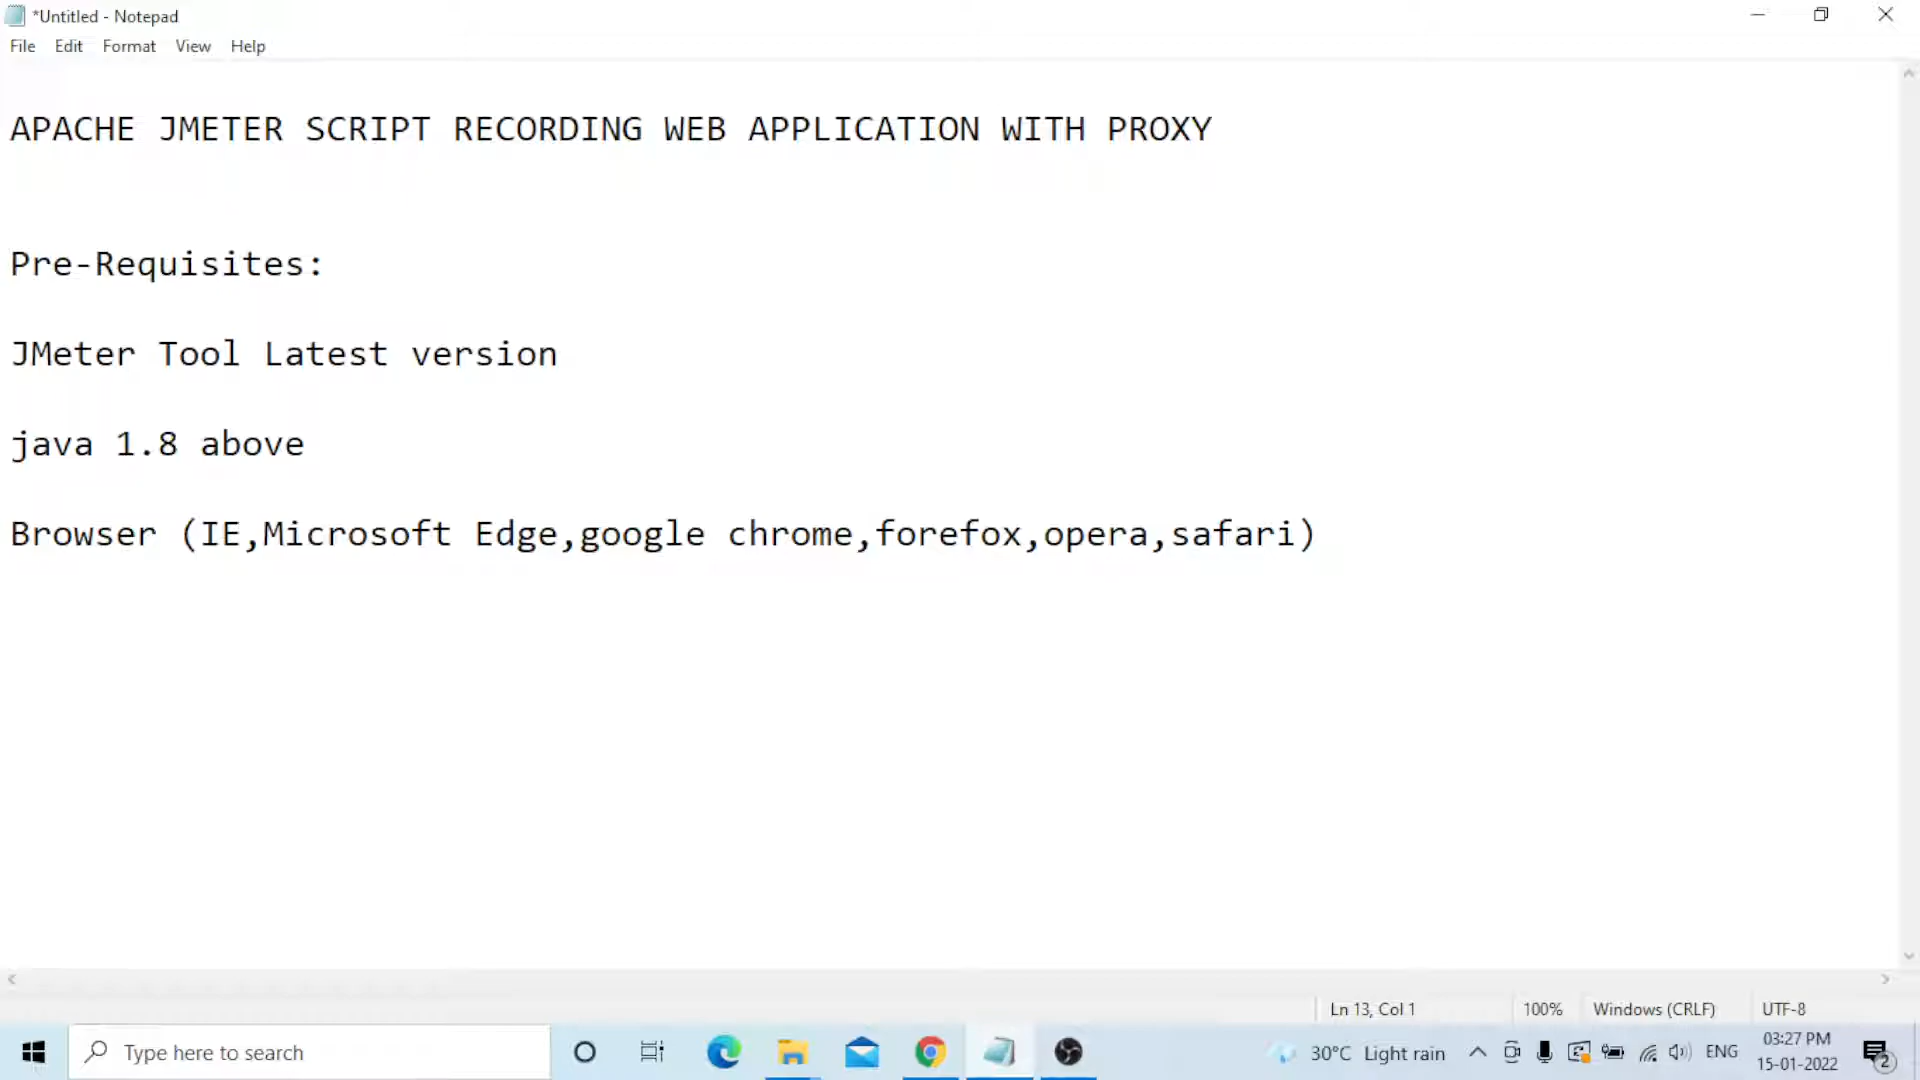 *Untitled - Notepad
File Edit Format View Help
APACHE JMETER SCRIPT RECORDING WEB APPLICATION WITH PROXY
Pre-Requisites:
JMeter Tool Latest version
java 1.8 above
Browser (IE,Microsoft Edge,google chrome,forefox,opera,safari)
Ln 13, Col 1 100% Windows (CRLF) UTF-8
Type here to search 30°C Light rain ENG 03:27 PM
15-01-2022 2